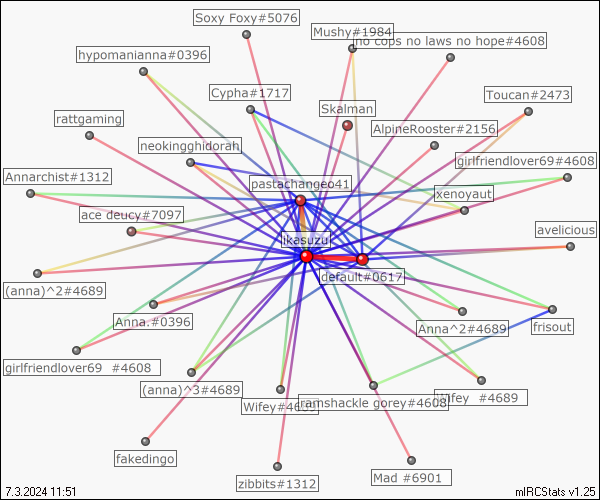 Soxy Foxy#5076
Mushy#1984
no cops no laws no hope#4608
hypomanianna#0396
Cypha#1717
Toucan#2473
Skalman
rattgaming
AlpineRooster#2156
neokingghidorah
girlfriendlover69#4608
Annarchist#1312
pastachangeo41
xenoyaut
ace deucy#7097
avelicious
ikasuzuk
default#0617
(anna)^2#4689
Anna.#0396
Anna^2#4689
frisout
girlfriendlover69 #4608
(anna)^3#4689
Wifey #4689
Wifey#4689
ramshackle gorey#4608
fakedingo
zibbits#1312
Mad #6901
7.3.2024 11:51
mIRCStats v1.25